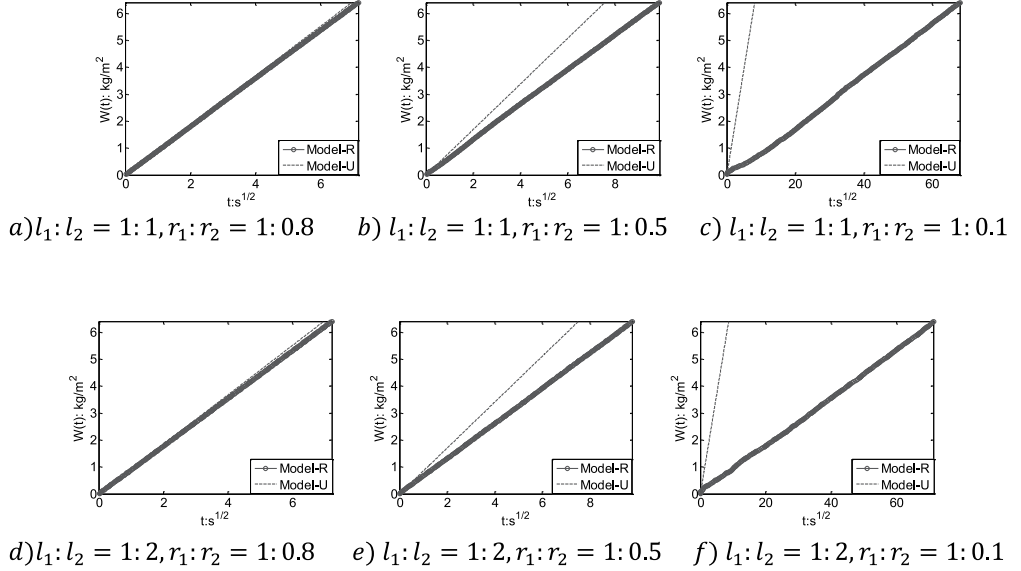 W(t): kg/m²
6
5
4
3
2
1
0
0 2 4 6
t:s^{1/2}
Model-R
Model-U
a)l₁: l₂ = 1: 1, r₁: r₂ = 1: 0.8
W(t): kg/m²
6
5
4
3
2
1
0
0 2 4 6 8
t:s^{1/2}
Model-R
Model-U
b) l₁: l₂ = 1: 1, r₁: r₂ = 1: 0.5
W(t): kg/m²
6
5
4
3
2
1
0
0 20 40 60
t:s^{1/2}
Model-R
Model-U
c) l₁: l₂ = 1: 1, r₁: r₂ = 1: 0.1
W(t): kg/m²
6
5
4
3
2
1
0
0 2 4 6
t:s^{1/2}
Model-R
Model-U
d)l₁: l₂ = 1: 2, r₁: r₂ = 1: 0.8
W(t): kg/m²
6
5
4
3
2
1
0
0 2 4 6 8
t:s^{1/2}
Model-R
Model-U
e) l₁: l₂ = 1: 2, r₁: r₂ = 1: 0.5
W(t): kg/m²
6
5
4
3
2
1
0
0 20 40 60
t:s^{1/2}
Model-R
Model-U
f) l₁: l₂ = 1: 2, r₁: r₂ = 1: 0.1